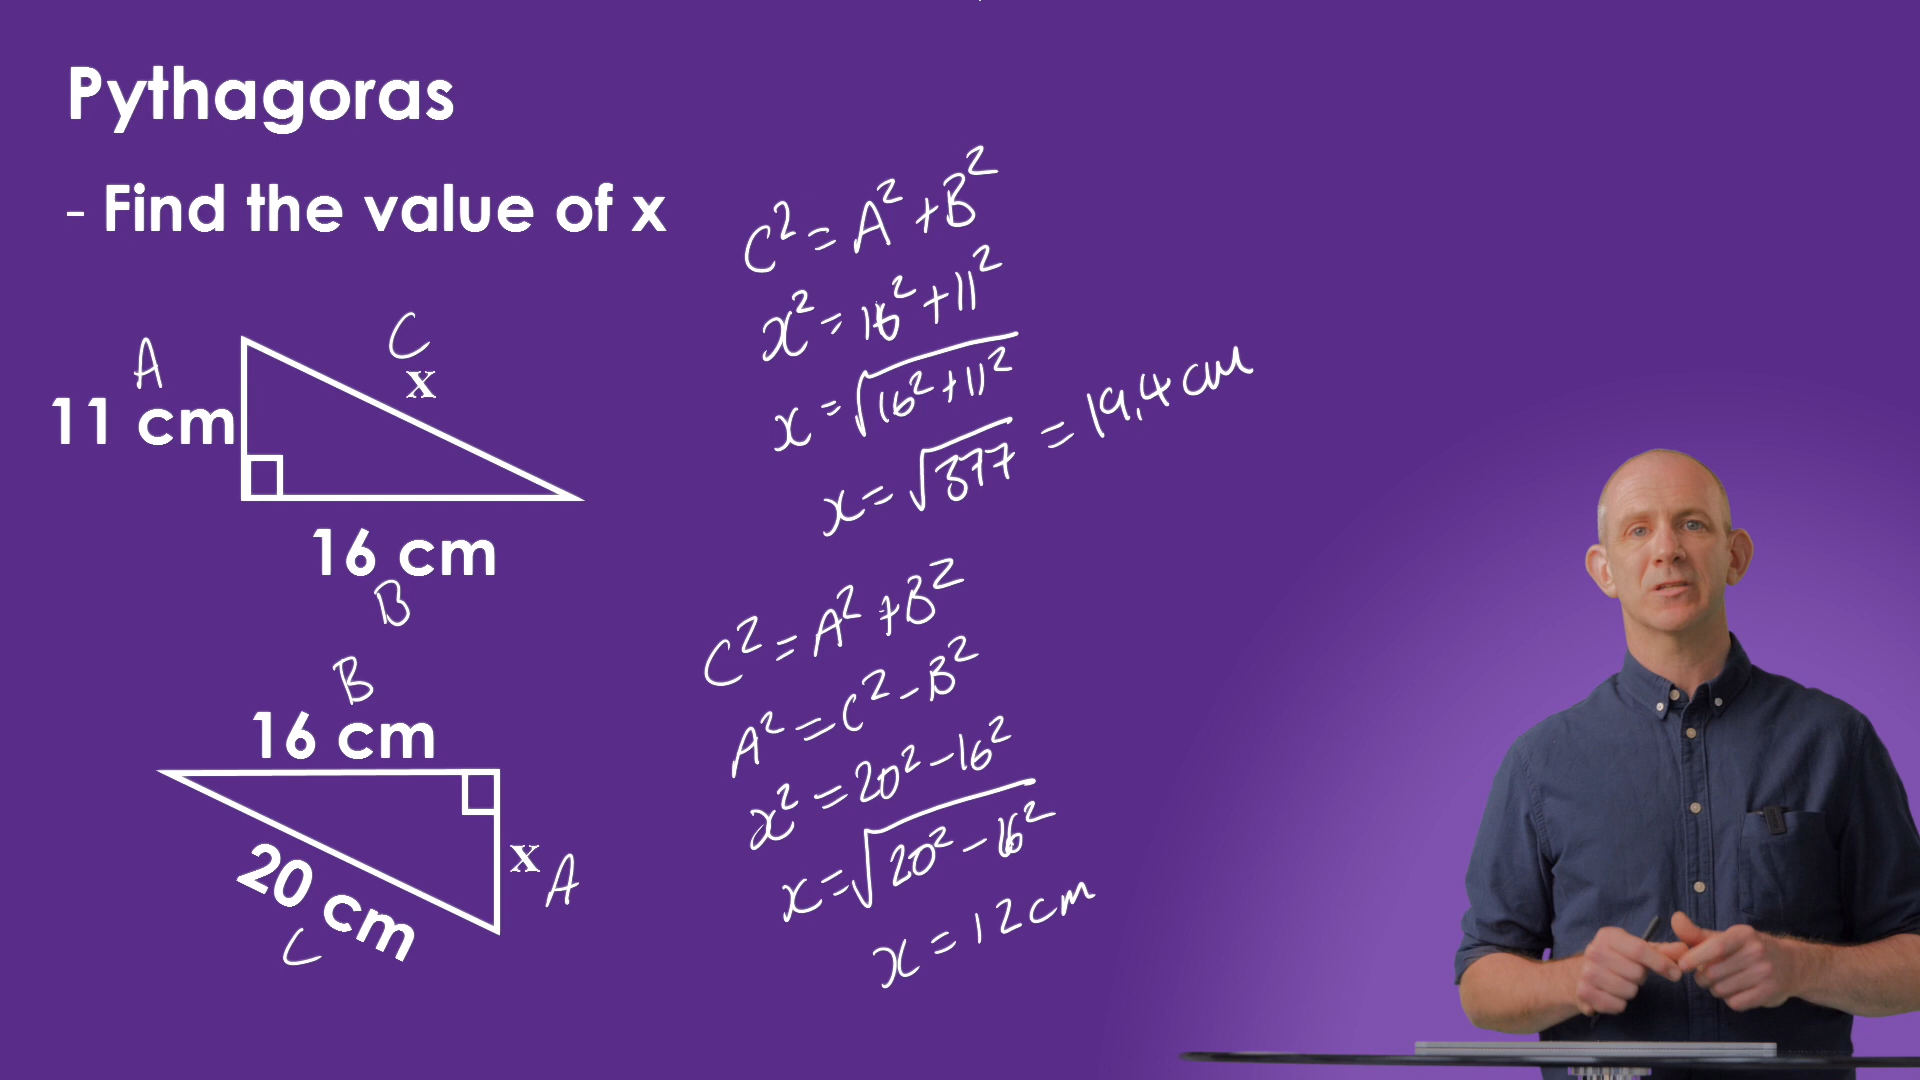 Pythagoras
- Find the value of x
C² = A² + B²
x² = 16² + 11²
x = √16² + 11²
x = √377 = 19.4 cm
A
C
x
11 cm
16 cm
B
B
16 cm
x A
20 cm
C
C² = A² + B²
A² = C² - B²
x² = 20² - 16²
x = √20² - 16²
x = 12 cm